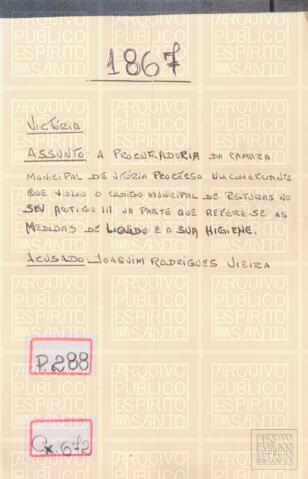 1867
Victória
Assunto: A Procuradoria da Camara
Municipal de Vitória processa um comerciante
que violou o Codigo Municipal de Posturas no
seu artigo 111 na parte que refere-se as
medidas de liquido e a sua higiene.
Acusado Joaquim Rodrigues Vieira
P.288
Cx.672
ARQUIVO
PÚBLICO
ESPÍRITO
SANTO